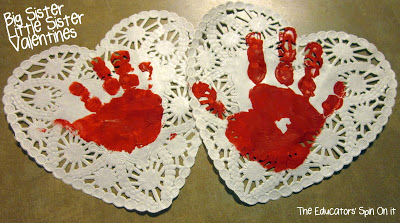 Big Sister
Little Sister
Valentines
The Educators' Spin On it